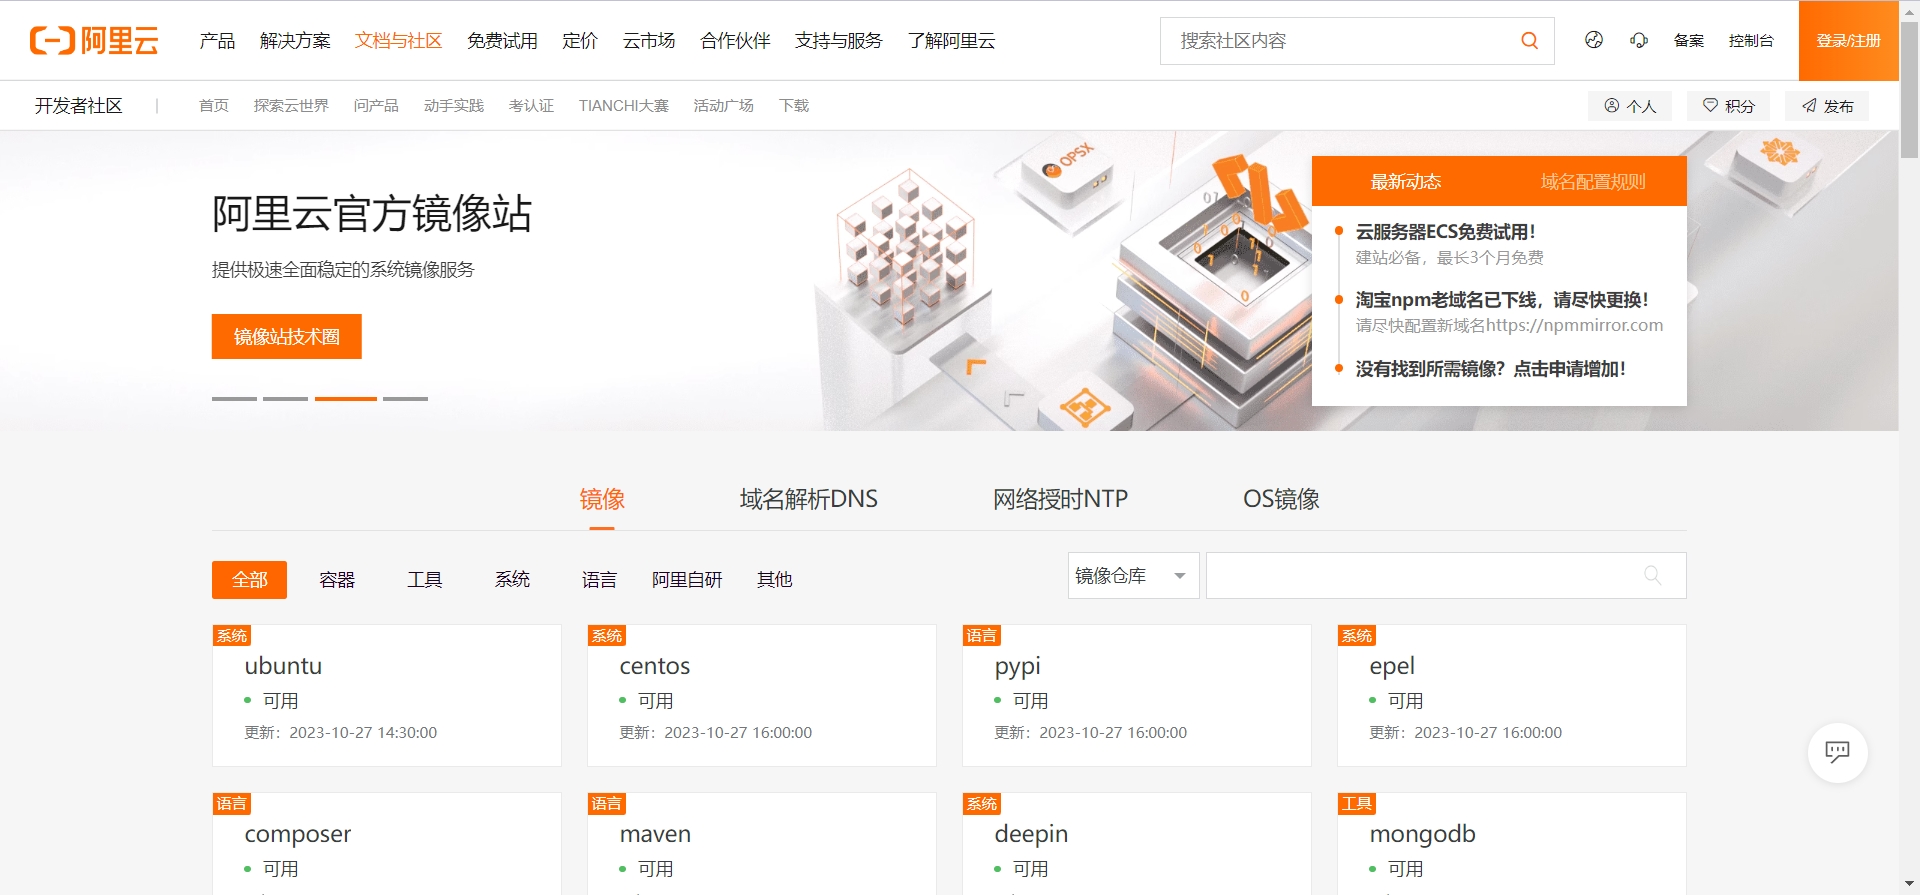 阿里云 产品 解决方案 文档与社区 免费试用 定价 云市场 合作伙伴 支持与服务 了解阿里云 搜索社区内容 备案 控制台 登录/注册
开发者社区 | 首页 探索云世界 问产品 动手实践 考认证 TIANCHI大赛 活动广场 下载 个人 积分 发布
阿里云官方镜像站
提供极速全面稳定的系统镜像服务
镜像站技术圈
OPSX
最新动态 域名配置规则
云服务器ECS免费试用！
建站必备，最长3个月免费
淘宝npm老域名已下线，请尽快更换！
请尽快配置新域名https://npmmirror.com
没有找到所需镜像？点击申请增加！
镜像 域名解析DNS 网络授时NTP OS镜像
全部 容器 工具 系统 语言 阿里自研 其他 镜像仓库
系统 系统 语言 系统
ubuntu centos pypi epel
可用 可用 可用 可用
更新：2023-10-27 14:30:00 更新：2023-10-27 16:00:00 更新：2023-10-27 16:00:00 更新：2023-10-27 16:00:00
语言 语言 系统 工具
composer maven deepin mongodb
可用 可用 可用 可用